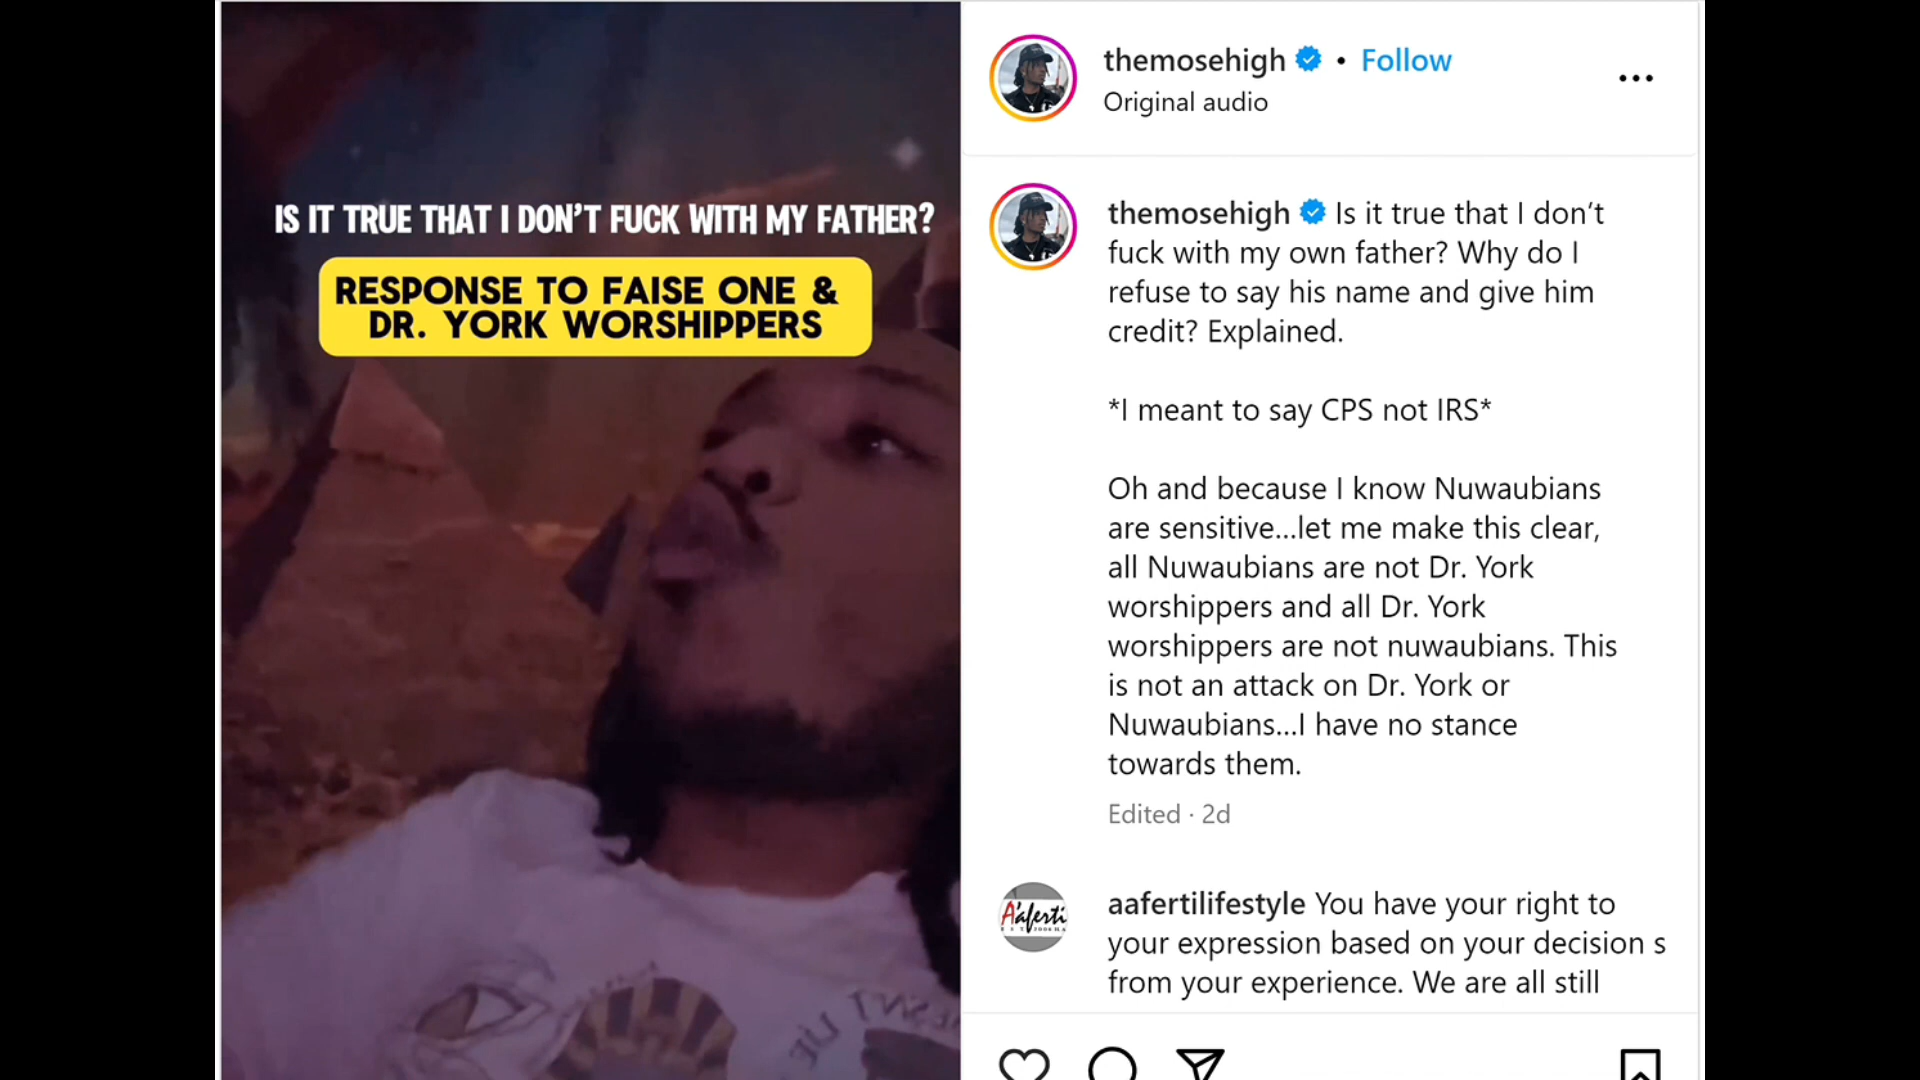 IS IT TRUE THAT I DON'T FUCK WITH MY FATHER?
RESPONSE TO FAISE ONE &
DR. YORK WORSHIPPERS
themosehigh • Follow
Original audio
themosehigh Is it true that I don't
fuck with my own father? Why do I
refuse to say his name and give him
credit? Explained.
*I meant to say CPS not IRS*
Oh and because I know Nuwaubians
are sensitive...let me make this clear,
all Nuwaubians are not Dr. York
worshippers and all Dr. York
worshippers are not nuwaubians. This
is not an attack on Dr. York or
Nuwaubians...I have no stance
towards them.
Edited · 2d
A'aferti
aafertilifestyle You have your right to
your expression based on your decision s
from your experience. We are all still